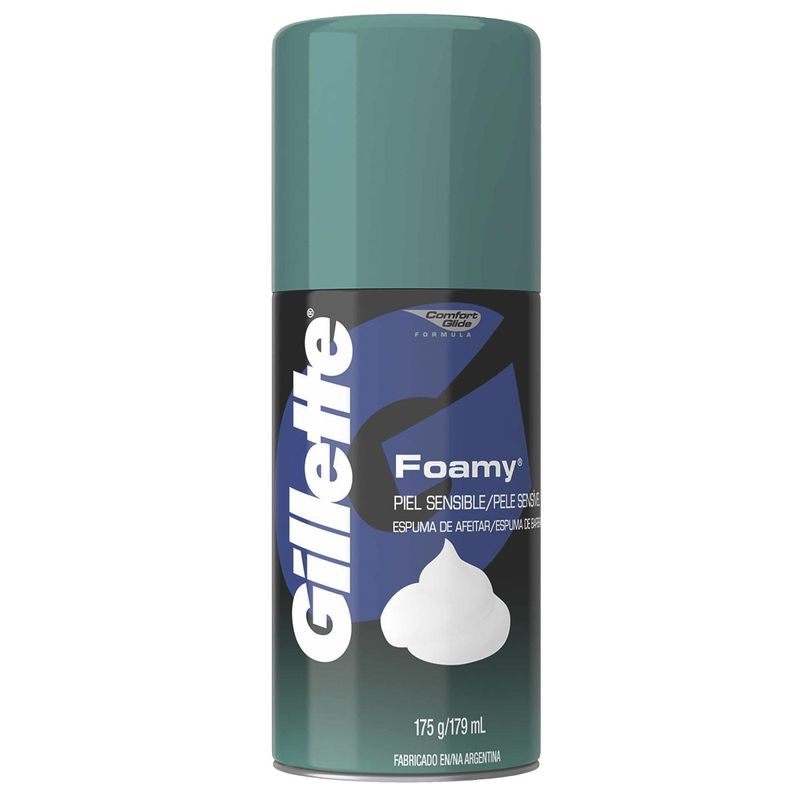 Gillette®
Comfort
Glide
FORMULA
Foamy®
PIEL SENSIBLE/PELE
ESPUMA DE AFEITAR/ESPUMA DE
175 g/179 mL
FABRICADO EN/NA ARGENTINA